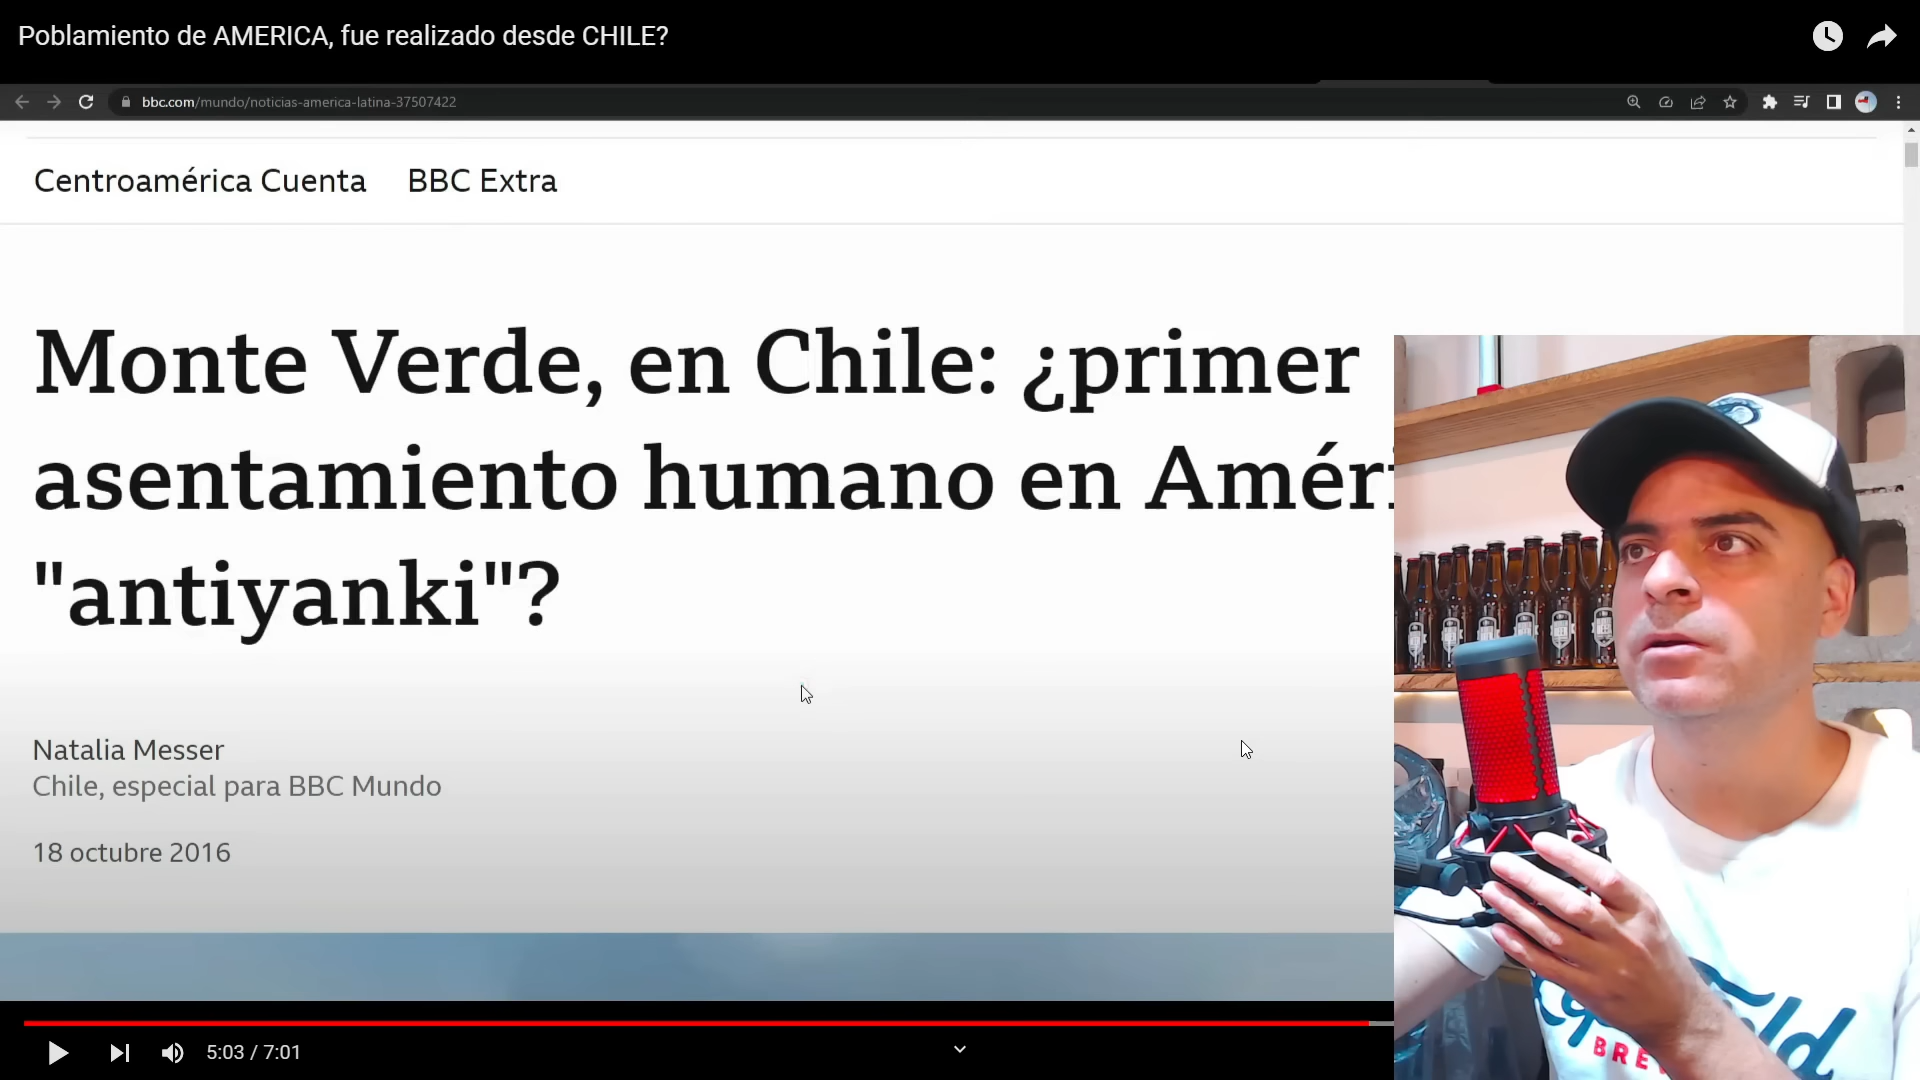 Poblamiento de AMERICA, fue realizado desde CHILE?
bbc.com/mundo/noticias-america-latina-37507422
Centroamérica Cuenta BBC Extra
Monte Verde, en Chile: ¿primer
asentamiento humano en Améri
"antiyanki"?
Natalia Messer
Chile, especial para BBC Mundo
18 octubre 2016
5:03 / 7:01